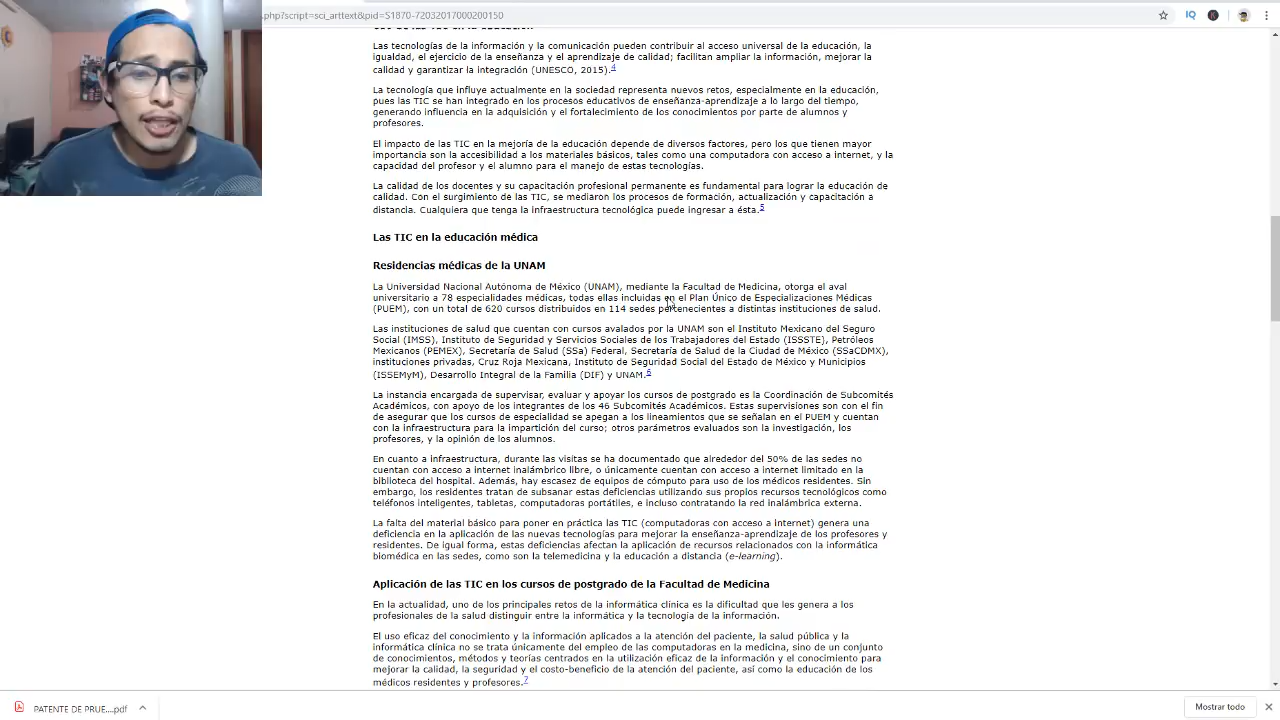 .php?script=sci_arttext&pid=S1870-72032017000200150
Las tecnologías de la información y la comunicación pueden contribuir al acceso universal de la educación, la
igualdad, el ejercicio de la enseñanza y el aprendizaje de calidad; facilitan ampliar la información, mejorar la
calidad y garantizar la integración (UNESCO, 2015).4
La tecnología que influye actualmente en la sociedad representa nuevos retos, especialmente en la educación,
pues las TIC se han integrado en los procesos educativos de enseñanza-aprendizaje a lo largo del tiempo,
generando influencia en la adquisición y el fortalecimiento de los conocimientos por parte de alumnos y
profesores.
El impacto de las TIC en la mejoría de la educación depende de diversos factores, pero los que tienen mayor
importancia son la accesibilidad a los materiales básicos, tales como una computadora con acceso a internet, y la
capacidad del profesor y el alumno para el manejo de estas tecnologías.
La calidad de los docentes y su capacitación profesional permanente es fundamental para lograr la educación de
calidad. Con el surgimiento de las TIC, se mediaron los procesos de formación, actualización y capacitación a
distancia. Cualquiera que tenga la infraestructura tecnológica puede ingresar a ésta.5
Las TIC en la educación médica
Residencias médicas de la UNAM
La Universidad Nacional Autónoma de México (UNAM), mediante la Facultad de Medicina, otorga el aval
universitario a 78 especialidades médicas, todas ellas incluidas en el Plan Único de Especializaciones Médicas
(PUEM), con un total de 620 cursos distribuidos en 114 sedes pertenecientes a distintas instituciones de salud.
Las instituciones de salud que cuentan con cursos avalados por la UNAM son el Instituto Mexicano del Seguro
Social (IMSS), Instituto de Seguridad y Servicios Sociales de los Trabajadores del Estado (ISSSTE), Petróleos
Mexicanos (PEMEX), Secretaría de Salud (SSa) Federal, Secretaría de Salud de la Ciudad de México (SSaCDMX),
instituciones privadas, Cruz Roja Mexicana, Instituto de Seguridad Social del Estado de México y Municipios
(ISSEMyM), Desarrollo Integral de la Familia (DIF) y UNAM.6
La instancia encargada de supervisar, evaluar y apoyar los cursos de postgrado es la Coordinación de Subcomités
Académicos, con apoyo de los integrantes de los 46 Subcomités Académicos. Estas supervisiones son con el fin
de asegurar que los cursos de especialidad se apegan a los lineamientos que se señalan en el PUEM y cuentan
con la infraestructura para la impartición del curso; otros parámetros evaluados son la investigación, los
profesores, y la opinión de los alumnos.
En cuanto a infraestructura, durante las visitas se ha documentado que alrededor del 50% de las sedes no
cuentan con acceso a internet inalámbrico libre, o únicamente cuentan con acceso a internet limitado en la
biblioteca del hospital. Además, hay escasez de equipos de cómputo para uso de los médicos residentes. Sin
embargo, los residentes tratan de subsanar estas deficiencias utilizando sus propios recursos tecnológicos como
teléfonos inteligentes, tabletas, computadoras portátiles, e incluso contratando la red inalámbrica externa.
La falta del material básico para poner en práctica las TIC (computadoras con acceso a internet) genera una
deficiencia en la aplicación de las nuevas tecnologías para mejorar la enseñanza-aprendizaje de los profesores y
residentes. De igual forma, estas deficiencias afectan la aplicación de recursos relacionados con la informática
biomédica en las sedes, como son la telemedicina y la educación a distancia (e-learning).
Aplicación de las TIC en los cursos de postgrado de la Facultad de Medicina
En la actualidad, uno de los principales retos de la informática clínica es la dificultad que les genera a los
profesionales de la salud distinguir entre la informática y la tecnología de la información.
El uso eficaz del conocimiento y la información aplicados a la atención del paciente, la salud pública y la
informática clínica no se trata únicamente del empleo de las computadoras en la medicina, sino de un conjunto
de conocimientos, métodos y teorías centrados en la utilización eficaz de la información y el conocimiento para
mejorar la calidad, la seguridad y el costo-beneficio de la atención del paciente, así como la educación de los
médicos residentes y profesores.7
PATENTE DE PRUE....pdf
Mostrar todo